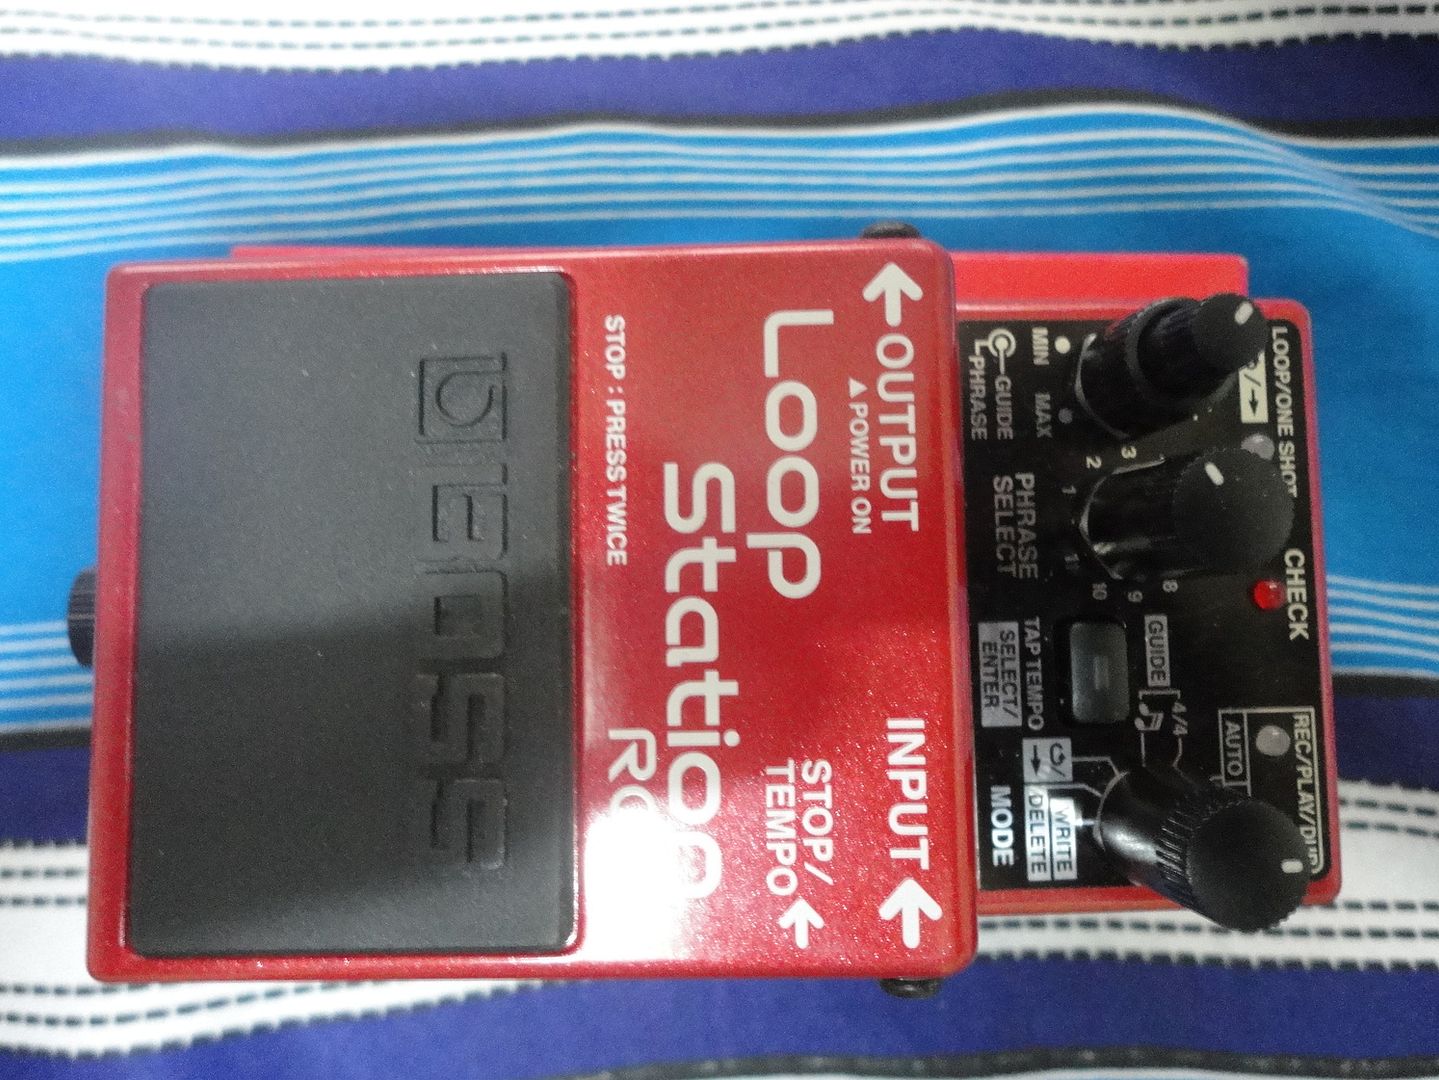 CHECK
LOOP/ONE SHOT
REC/PLAY/DUB
AUTO
8
9
10
11
1
2
3
GUIDE
4/4
MIN
MAX
GUIDE
PHRASE
PHRASE
SELECT
TAP TEMPO
SELECT/
ENTER
WRITE
DELETE
MODE
OUTPUT
INPUT
POWER ON
STOP/
TEMPO
Loop
Station
STOP : PRESS TWICE
BOSS